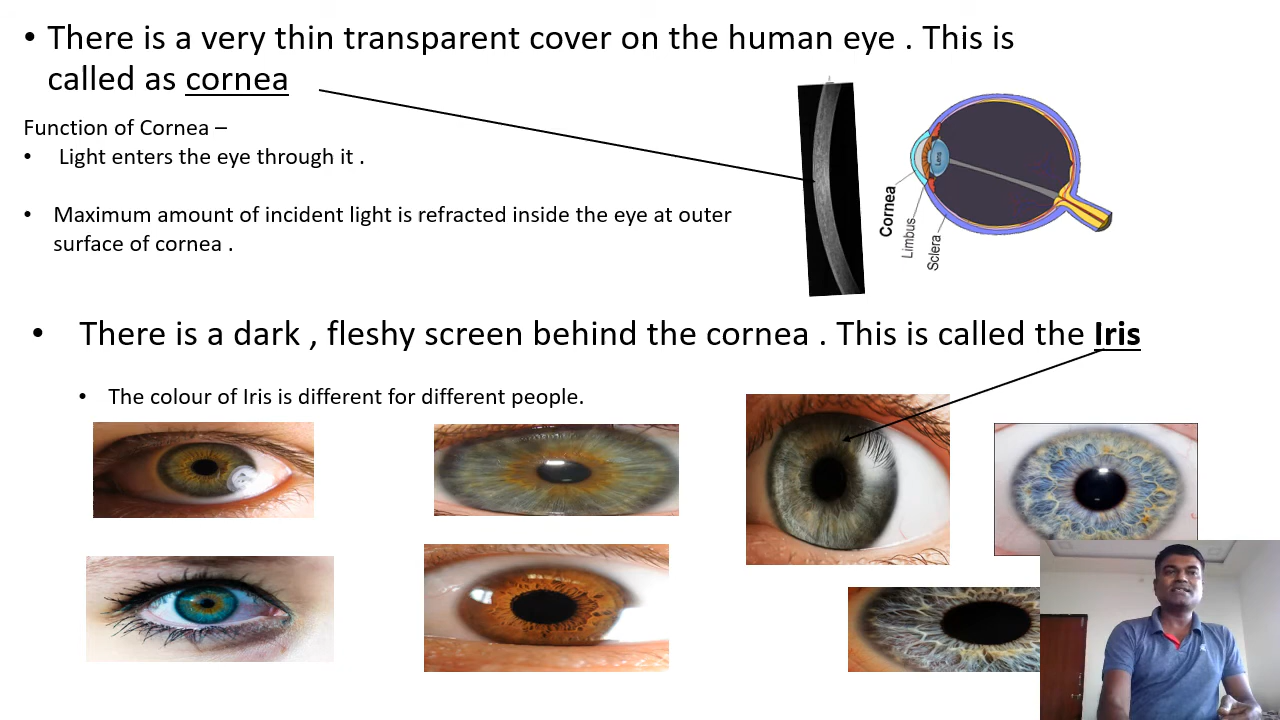 • There is a very thin transparent cover on the human eye . This is
called as cornea
Function of Cornea –
• Light enters the eye through it .
• Maximum amount of incident light is refracted inside the eye at outer
surface of cornea .
Lens
Cornea
Limbus
Sclera
• There is a dark , fleshy screen behind the cornea . This is called the Iris
• The colour of Iris is different for different people.